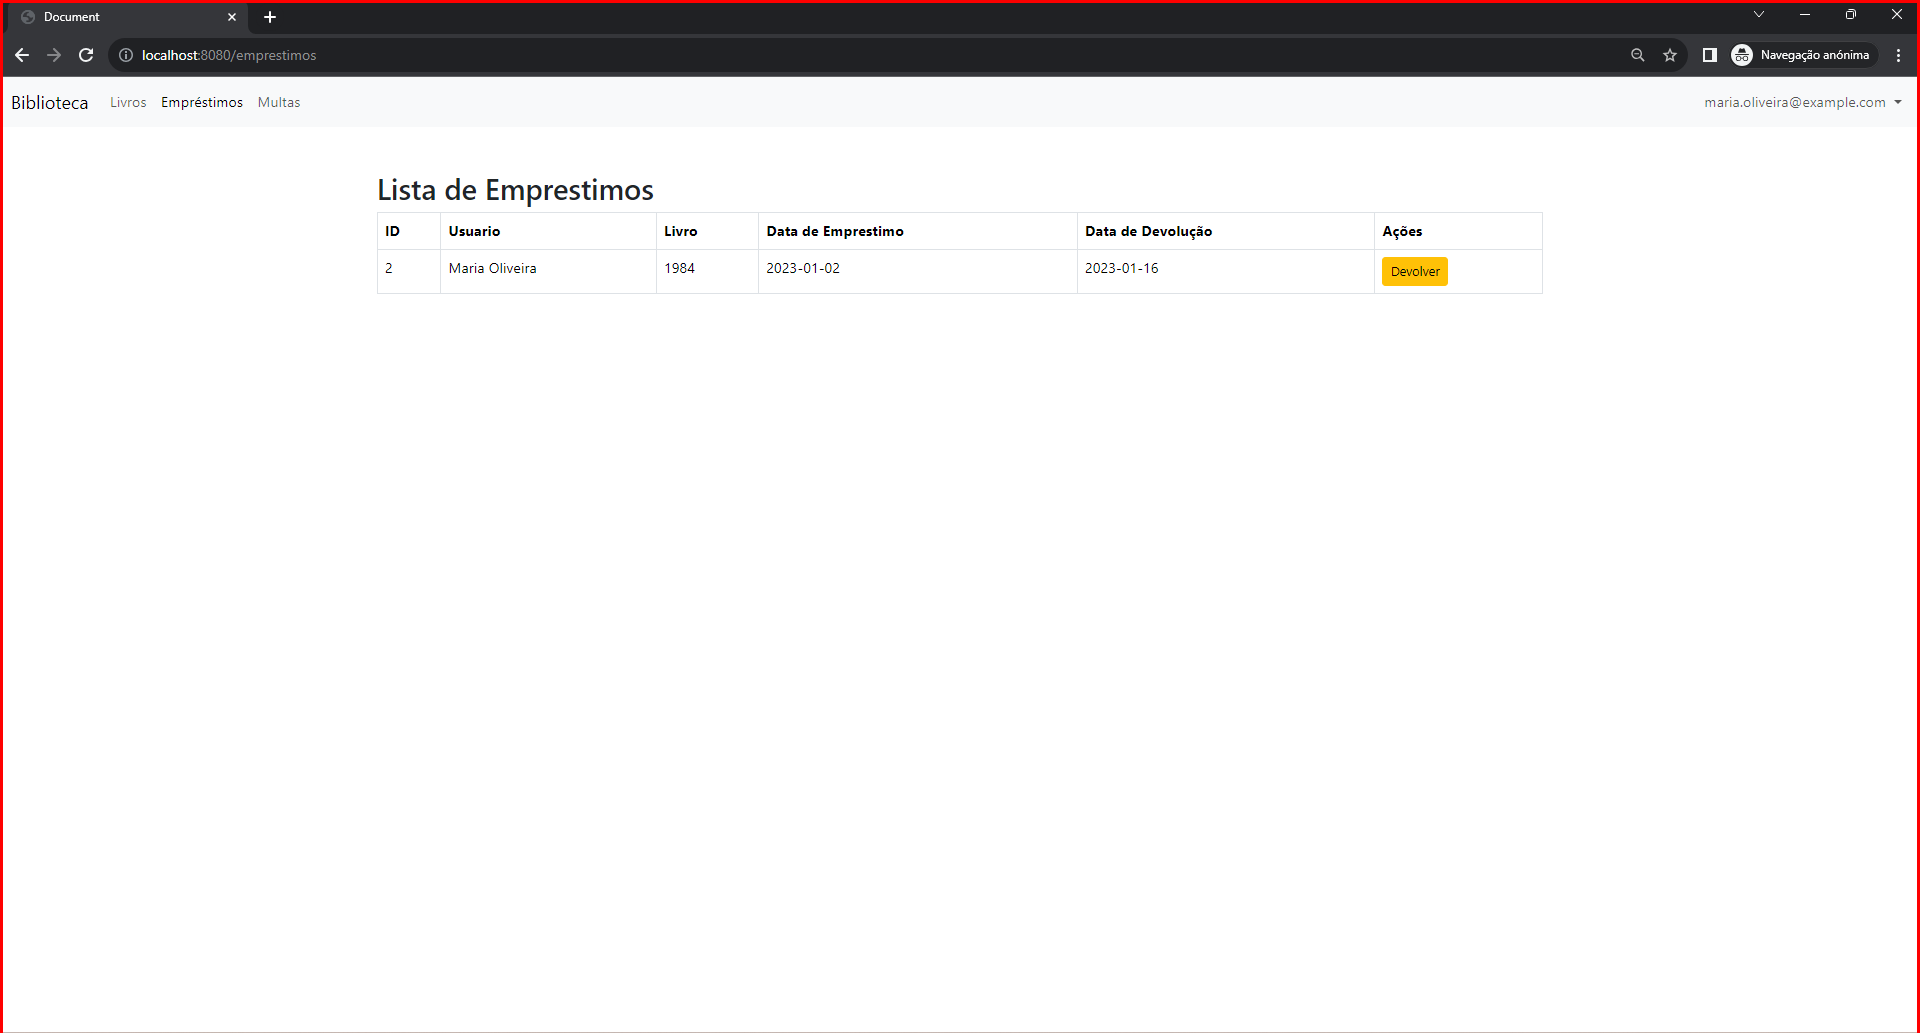 Document
localhost:8080/emprestimos
Navegação anónima
Biblioteca Livros Empréstimos Multas maria.oliveira@example.com
Lista de Emprestimos
ID Usuario Livro Data de Emprestimo Data de Devolução Ações
2 Maria Oliveira 1984 2023-01-02 2023-01-16 Devolver